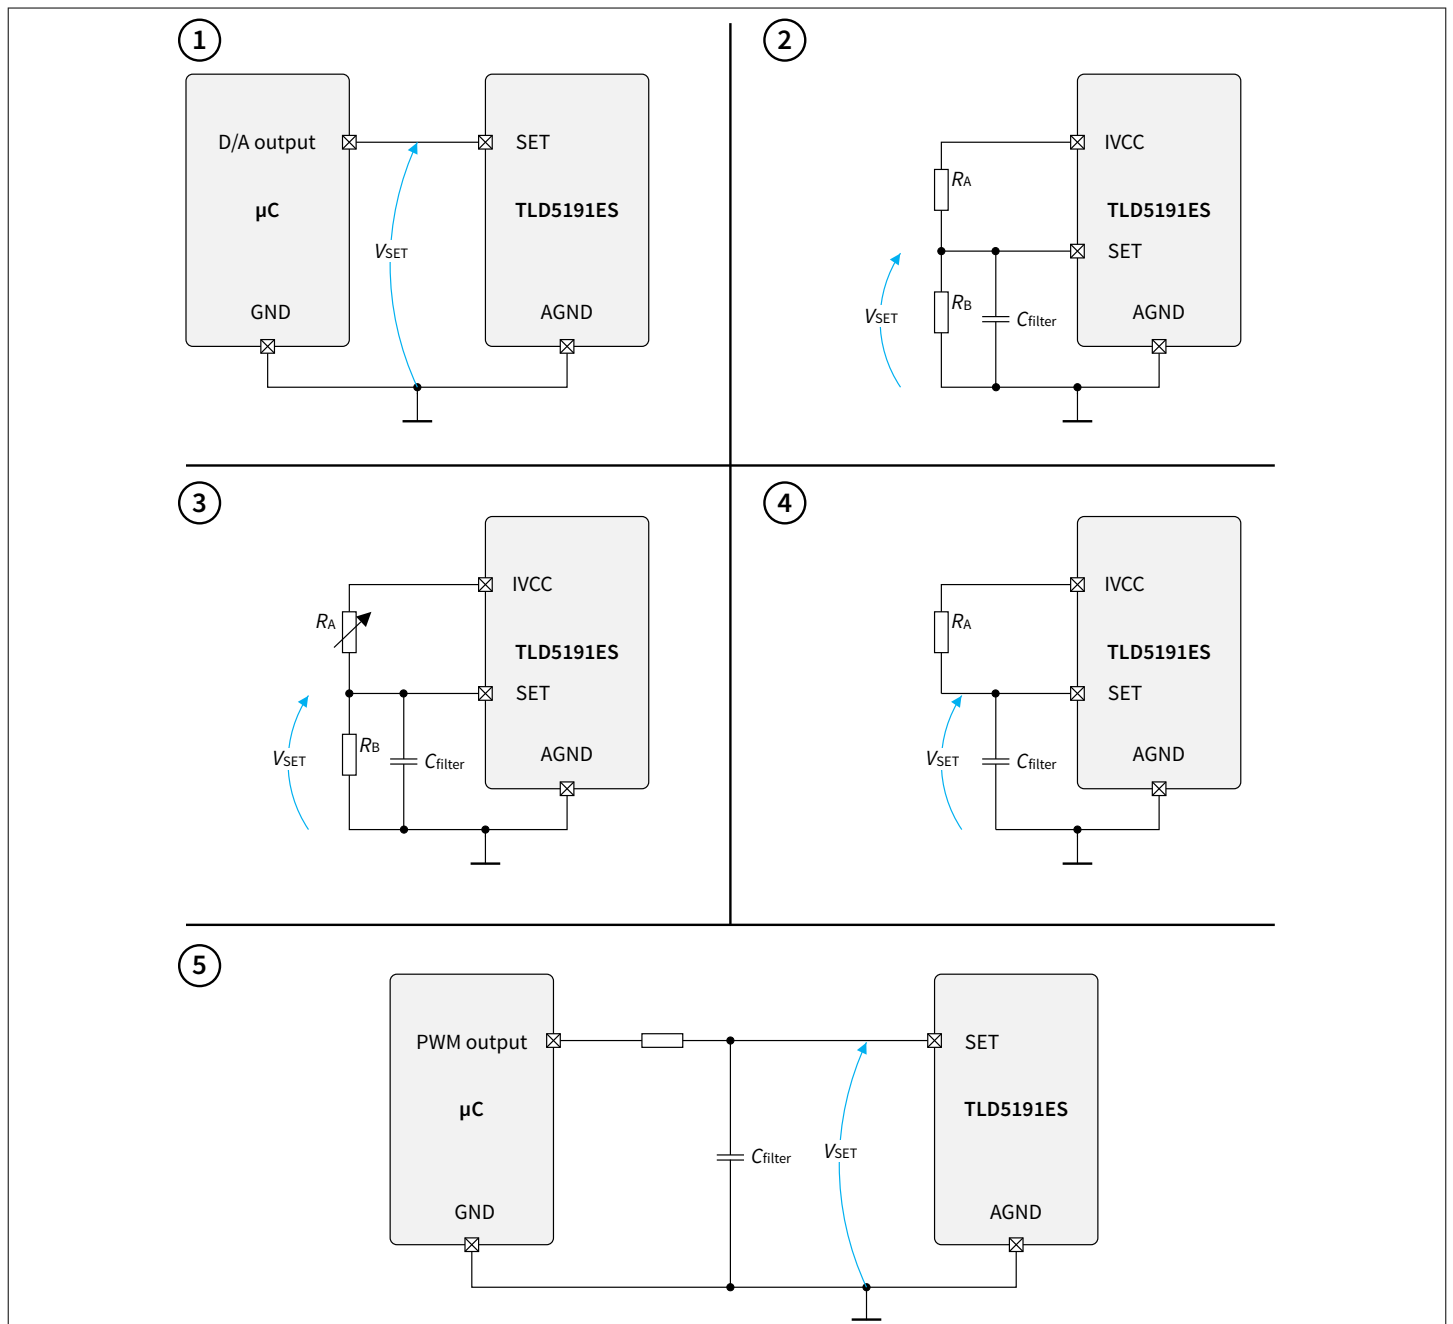 1
D/A output
SET
µC
TLD5191ES
VSET
GND
AGND
2
IVCC
RA
TLD5191ES
SET
RB
VSET
Cfilter
AGND
3
IVCC
RA
TLD5191ES
SET
RB
VSET
Cfilter
AGND
4
IVCC
RA
TLD5191ES
SET
VSET
Cfilter
AGND
5
PWM output
SET
µC
TLD5191ES
Cfilter
VSET
GND
AGND